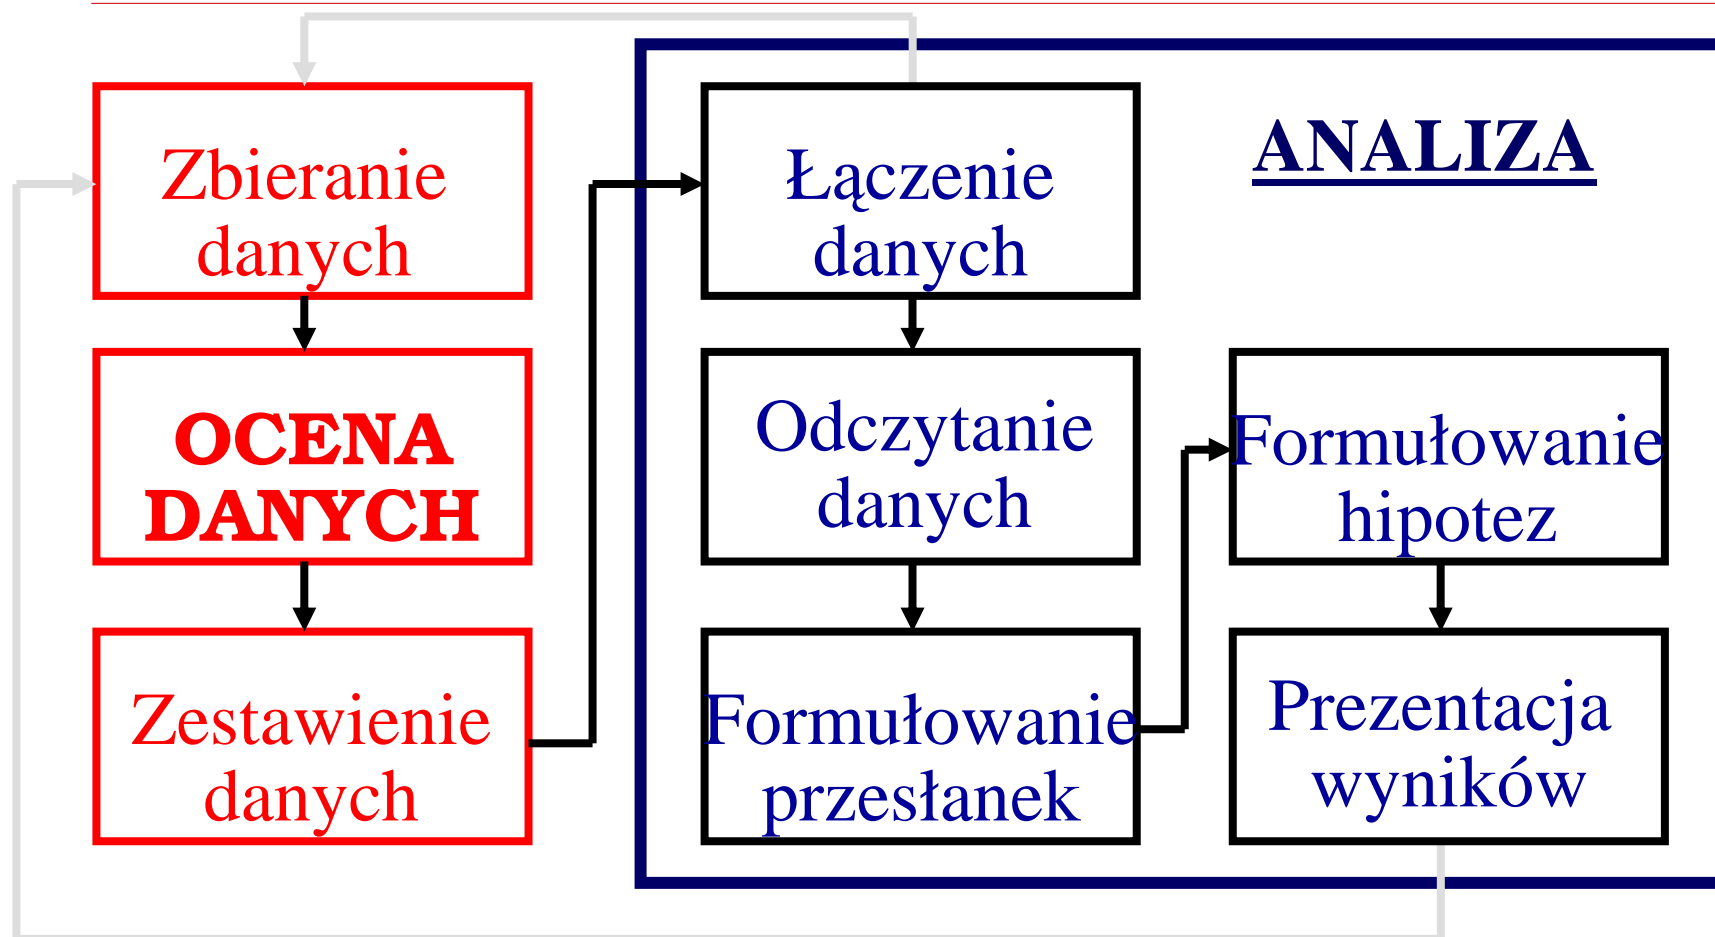 Zbieranie
danych
OCENA
DANYCH
Zestawienie
danych
Łączenie
danych
Odczytanie
danych
Formułowanie
przesłanek
ANALIZA
Formułowanie
hipotez
Prezentacja
wyników